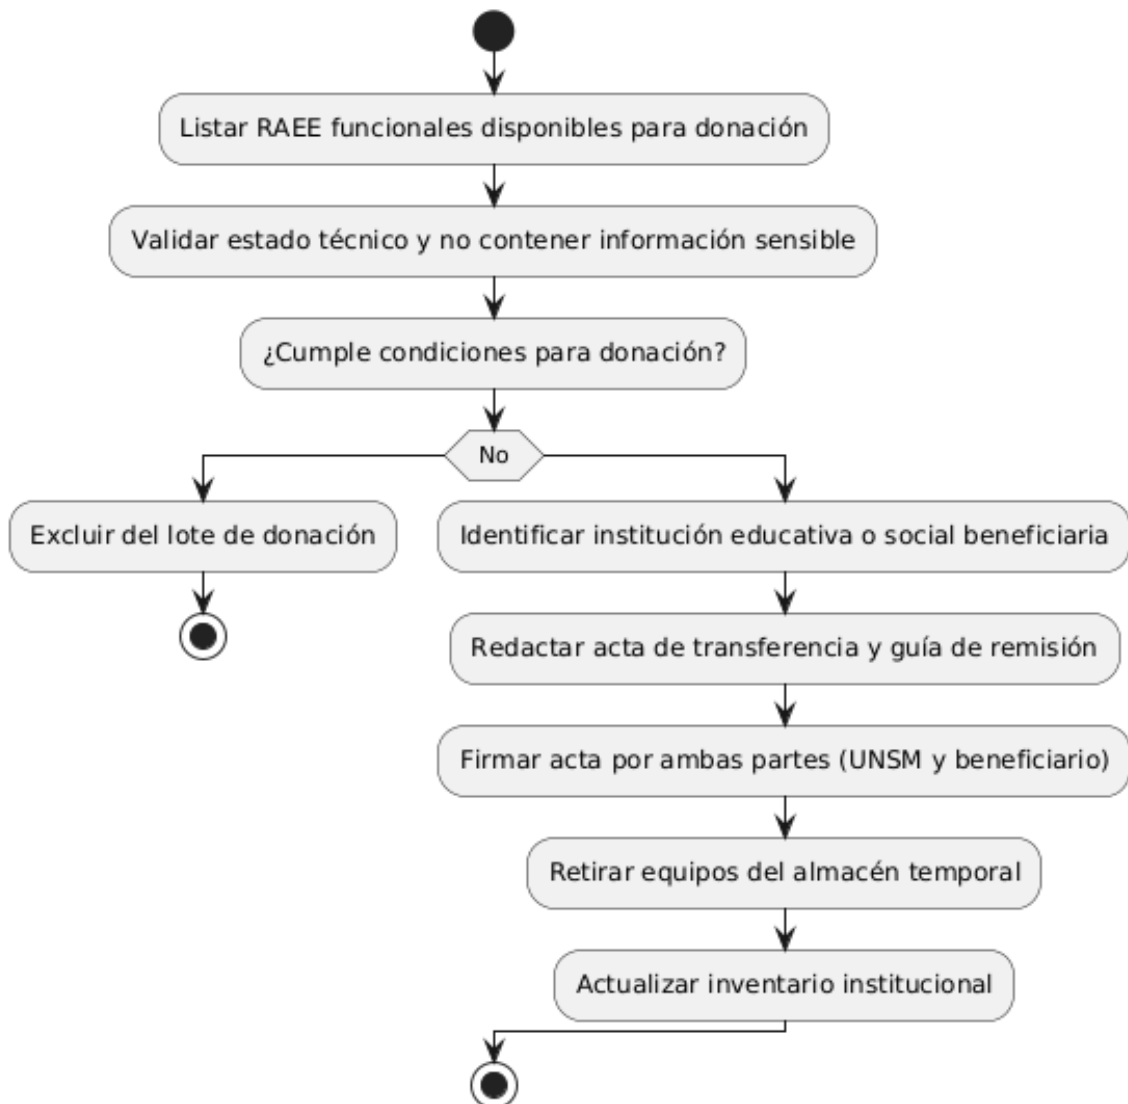 Listar RAEE funcionales disponibles para donación
Validar estado técnico y no contener información sensible
¿Cumple condiciones para donación?
No
Excluir del lote de donación
Identificar institución educativa o social beneficiaria
Redactar acta de transferencia y guía de remisión
Firmar acta por ambas partes (UNSM y beneficiario)
Retirar equipos del almacén temporal
Actualizar inventario institucional